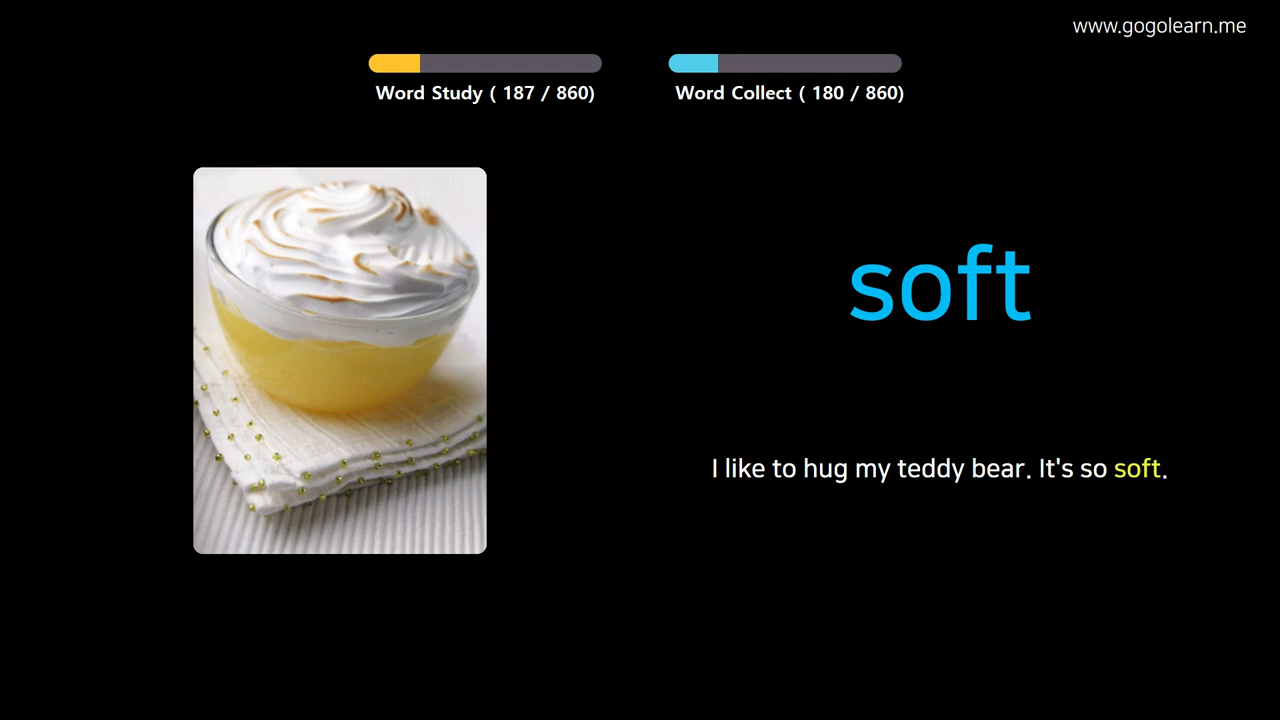 www.gogolearn.me
Word Study ( 187 / 860)
Word Collect ( 180 / 860)
soft
I like to hug my teddy bear. It's so soft.